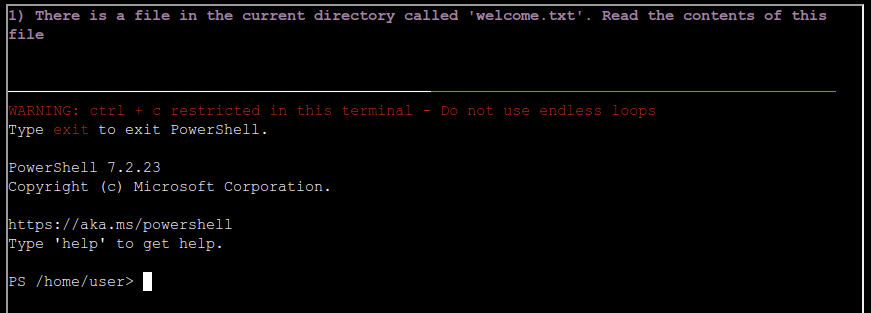 1) There is a file in the current directory called 'welcome.txt'. Read the contents of this
file
WARNING: ctrl + c restricted in this terminal - Do not use endless loops
Type exit to exit PowerShell.
PowerShell 7.2.23
Copyright (c) Microsoft Corporation.
https://aka.ms/powershell
Type 'help' to get help.
PS /home/user>